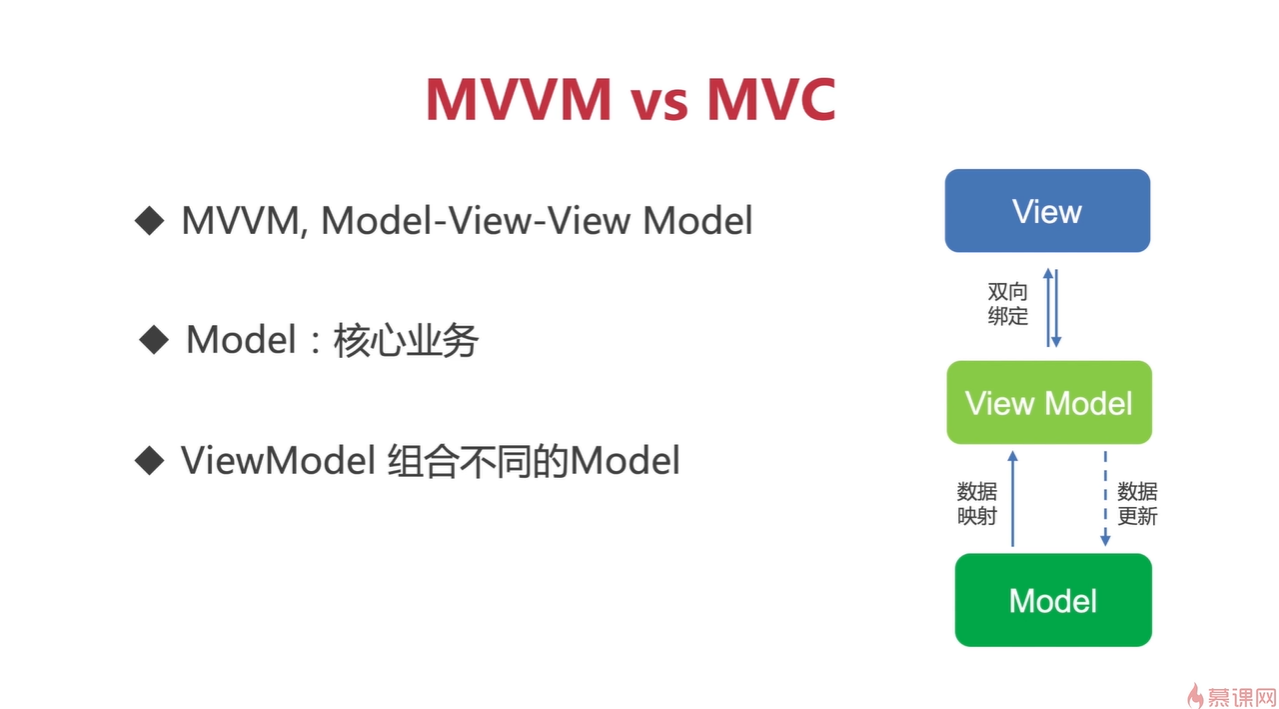 MVVM vs MVC
◆ MVVM, Model-View-View Model
◆ Model：核心业务
◆ ViewModel 组合不同的Model
View
双向
绑定
View Model
数据
映射
数据
更新
Model
慕课网